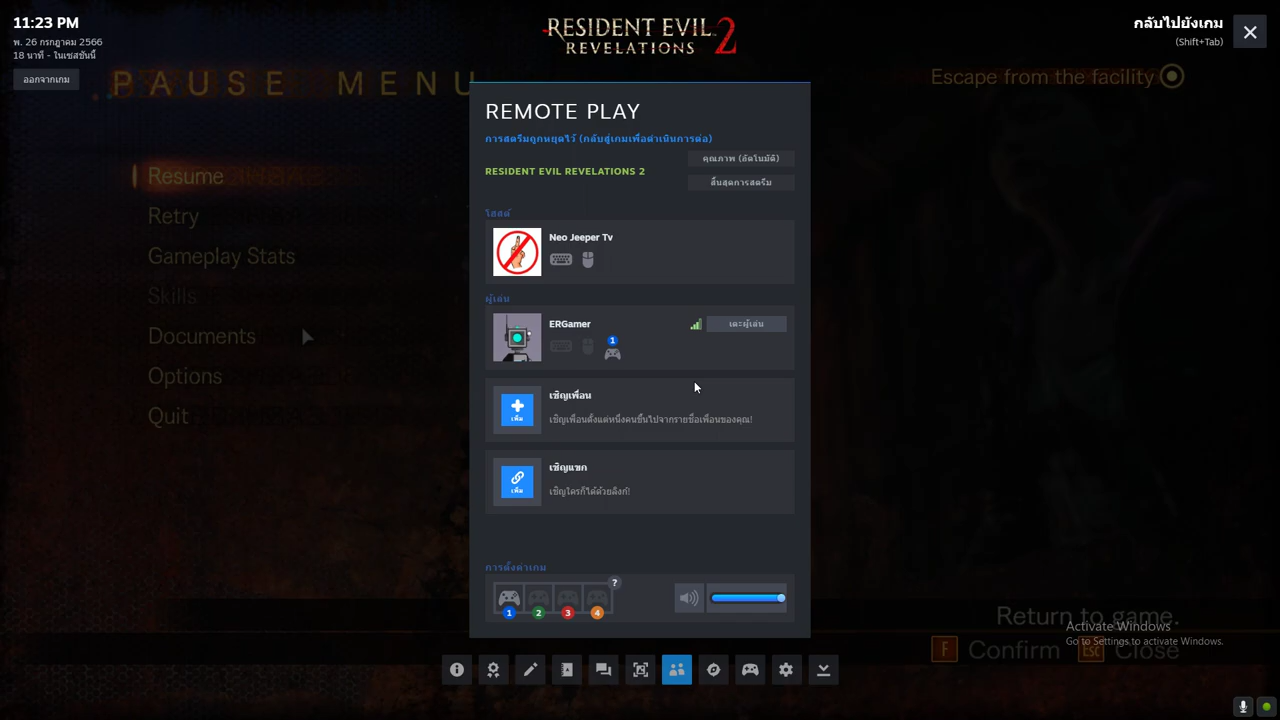 11:23 PM
พ. 26 กรกฎาคม 2566
18 นาที - ในเซสชันนี้
ออกจากเกม
RESIDENT EVIL
REVELATIONS 2
กลับไปยังเกม
(Shift+Tab)
PAUSE MENU
Escape from the facility
Resume
Retry
Gameplay Stats
Skills
Documents
Options
Quit
REMOTE PLAY
การสตรีมถูกหยุดไว้ (กลับสู่เกมเพื่อดำเนินการต่อ)
RESIDENT EVIL REVELATIONS 2
คุณภาพ (อัตโนมัติ)
สิ้นสุดการสตรีม
โฮสต์
Neo Jeeper Tv
ผู้เล่น
ERGamer
1
เตะผู้เล่น
เพิ่ม
เชิญเพื่อน
เชิญเพื่อนตั้งแต่หนึ่งคนขึ้นไปจากรายชื่อเพื่อนของคุณ!
เพิ่ม
เชิญแขก
เชิญใครก็ได้ด้วยลิงก์!
การตั้งค่าเกม
?
1 2 3 4
Return to game.
F Confirm ESC Close
Activate Windows
Go to Settings to activate Windows.